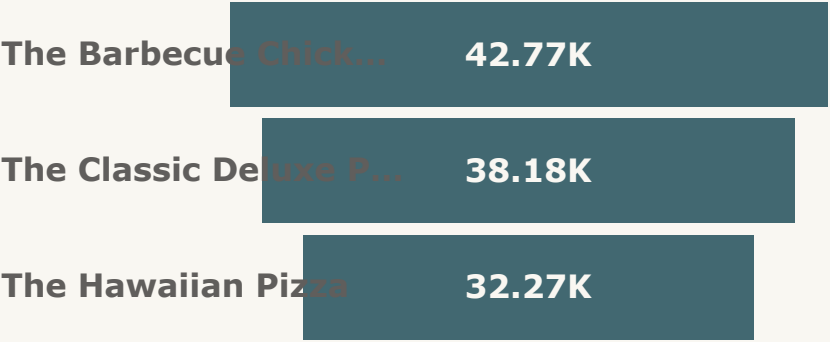 The Barbecue Chick... 42.77K
The Classic Deluxe P... 38.18K
The Hawaiian Pizza 32.27K